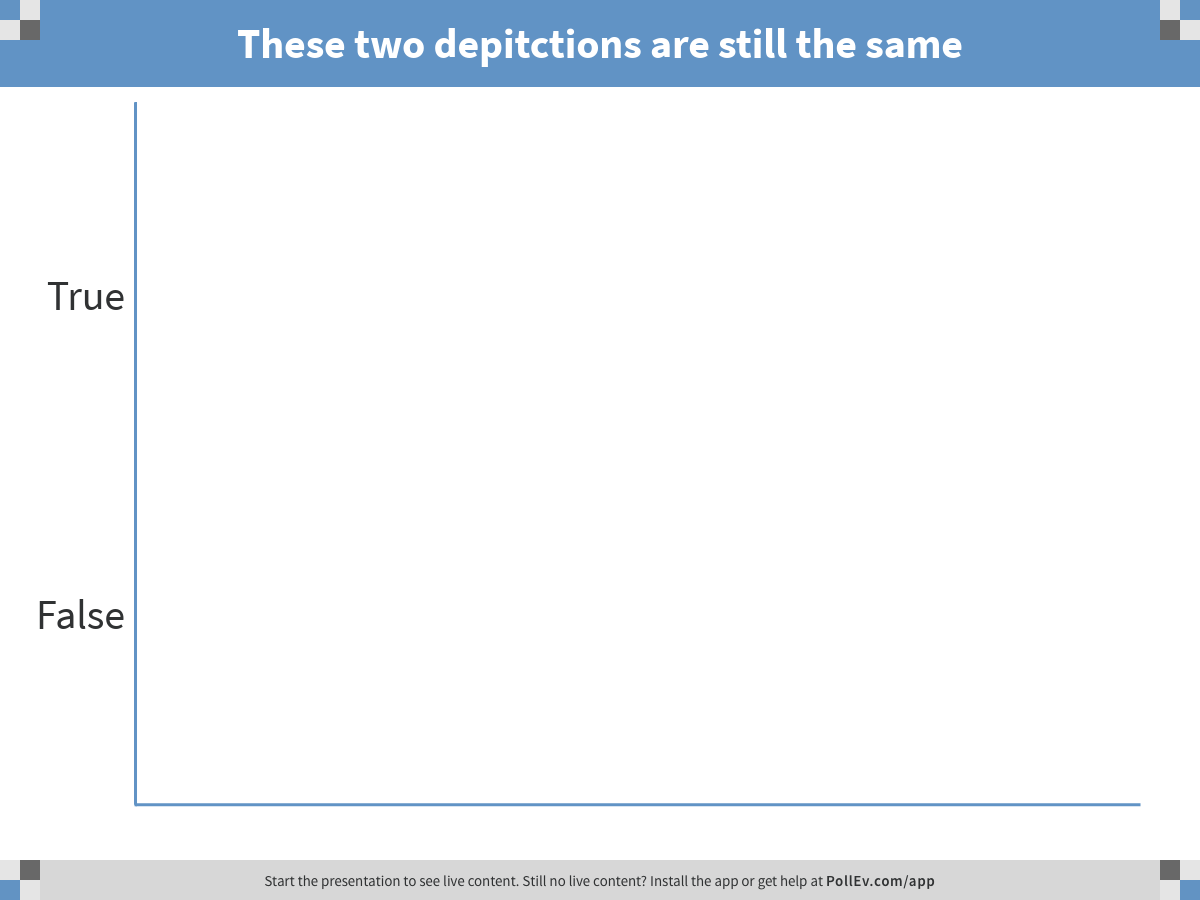 These two depitctions are still the same
True
False
Start the presentation to see live content. Still no live content? Install the app or get help at PollEv.com/app